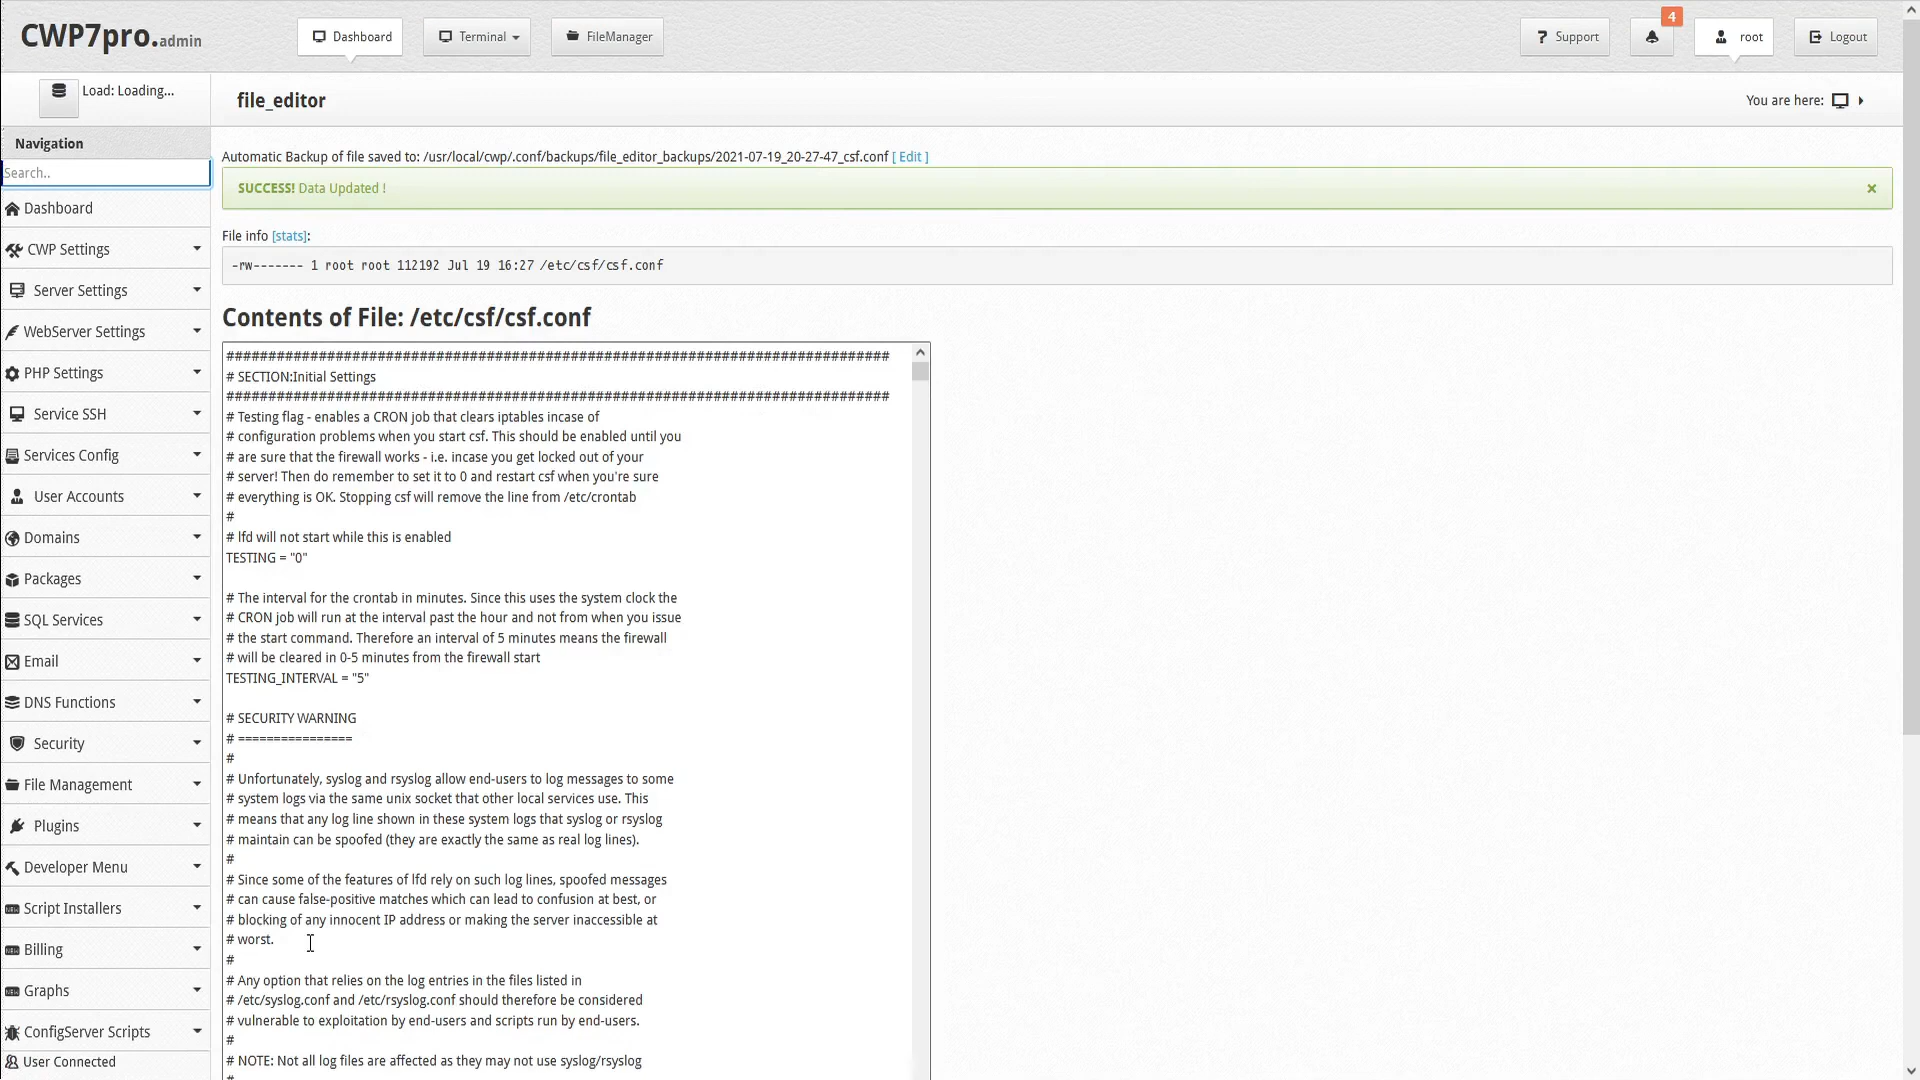 CWP7pro.admin
Dashboard
Terminal
FileManager
? Support
4
root
Logout
Load: Loading...
file_editor
You are here:
Navigation
Search..
Dashboard
CWP Settings
Server Settings
WebServer Settings
PHP Settings
Service SSH
Services Config
User Accounts
Domains
Packages
SQL Services
Email
DNS Functions
Security
File Management
Plugins
Developer Menu
Script Installers
Billing
Graphs
ConfigServer Scripts
User Connected
Automatic Backup of file saved to: /usr/local/cwp/.conf/backups/file_editor_backups/2021-07-19_20-27-47_csf.conf [ Edit ]
SUCCESS! Data Updated !
×
File info [stats]:
-rw------- 1 root root 112192 Jul 19 16:27 /etc/csf/csf.conf
Contents of File: /etc/csf/csf.conf
###############################################################################
# SECTION:Initial Settings
###############################################################################
# Testing flag - enables a CRON job that clears iptables incase of
# configuration problems when you start csf. This should be enabled until you
# are sure that the firewall works - i.e. incase you get locked out of your
# server! Then do remember to set it to 0 and restart csf when you're sure
# everything is OK. Stopping csf will remove the line from /etc/crontab
#
# lfd will not start while this is enabled
TESTING = "0"
# The interval for the crontab in minutes. Since this uses the system clock the
# CRON job will run at the interval past the hour and not from when you issue
# the start command. Therefore an interval of 5 minutes means the firewall
# will be cleared in 0-5 minutes from the firewall start
TESTING_INTERVAL = "5"
# SECURITY WARNING
# ================
#
# Unfortunately, syslog and rsyslog allow end-users to log messages to some
# system logs via the same unix socket that other local services use. This
# means that any log line shown in these system logs that syslog or rsyslog
# maintain can be spoofed (they are exactly the same as real log lines).
#
# Since some of the features of lfd rely on such log lines, spoofed messages
# can cause false-positive matches which can lead to confusion at best, or
# blocking of any innocent IP address or making the server inaccessible at
# worst.
#
# Any option that relies on the log entries in the files listed in
# /etc/syslog.conf and /etc/rsyslog.conf should therefore be considered
# vulnerable to exploitation by end-users and scripts run by end-users.
#
# NOTE: Not all log files are affected as they may not use syslog/rsyslog
#